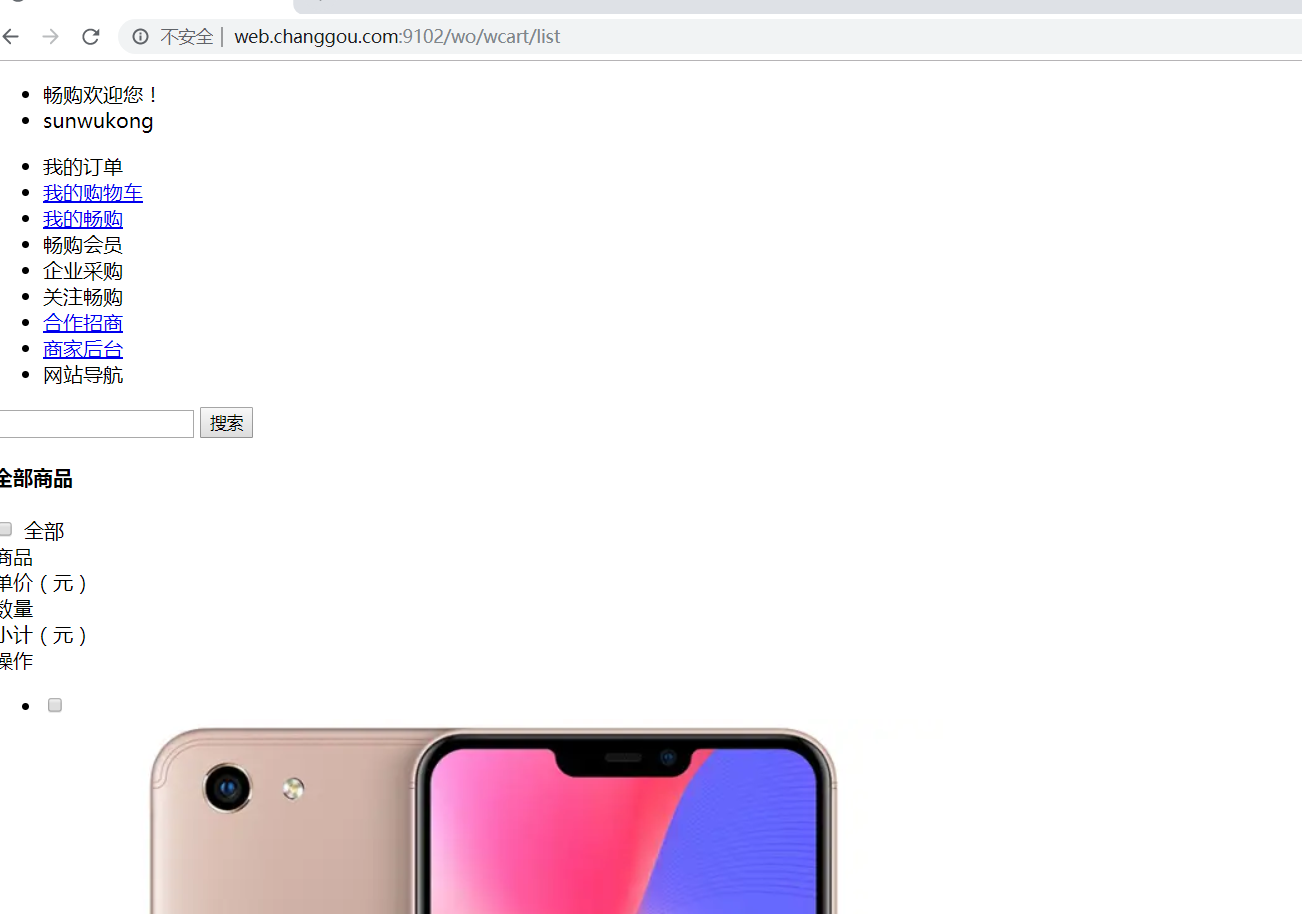 不安全 | web.changgou.com:9102/wo/wcart/list
畅购欢迎您！
sunwukong
我的订单
我的购物车
我的畅购
畅购会员
企业采购
关注畅购
合作招商
商家后台
网站导航
搜索
全部商品
全部
商品
单价（元）
数量
小计（元）
操作